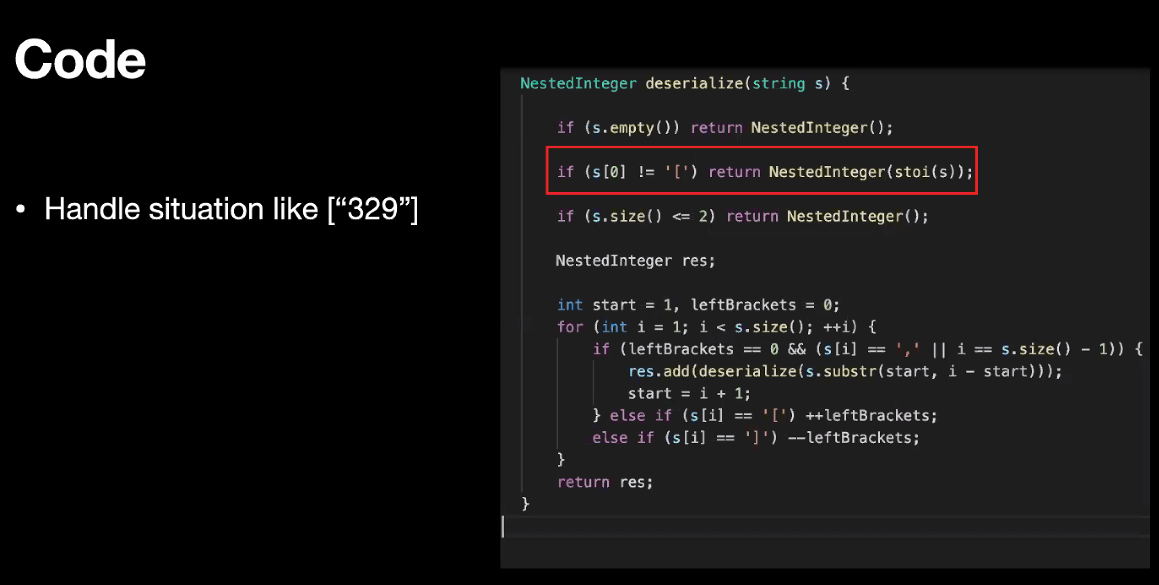 Code
• Handle situation like [“329”]
NestedInteger deserialize(string s) {
if (s.empty()) return NestedInteger();
if (s[0] != '[') return NestedInteger(stoi(s));
if (s.size() <= 2) return NestedInteger();
NestedInteger res;
int start = 1, leftBrackets = 0;
for (int i = 1; i < s.size(); ++i) {
if (leftBrackets == 0 && (s[i] == ',' || i == s.size() - 1)) {
res.add(deserialize(s.substr(start, i - start)));
start = i + 1;
} else if (s[i] == '[') ++leftBrackets;
else if (s[i] == ']') --leftBrackets;
}
return res;
}